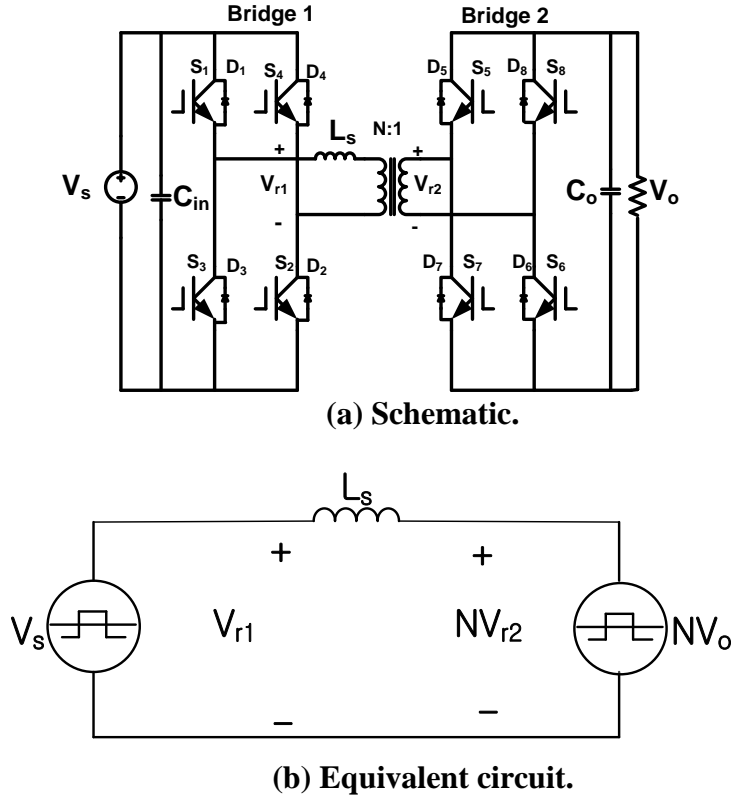 Bridge 1
Bridge 2
S₁ D₁ S₄ D₄
D₅ S₅ D₈ S₈
Lₛ N:1
+ +
Vₛ + - Cᵢₙ Vᵣ₁ Vᵣ₂ Cₒ Vₒ
- -
S₃ D₃ S₂ D₂
D₇ S₇ D₆ S₆
(a) Schematic.
Lₛ
+ +
Vₛ Vᵣ₁ NVᵣ₂ NVₒ
− −
(b) Equivalent circuit.